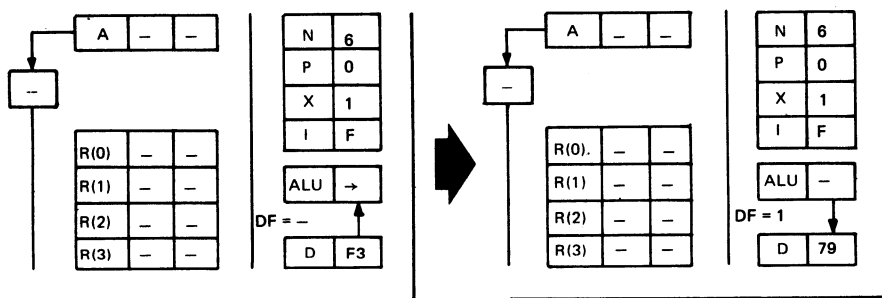 A — —
—
R(0) — —
R(1) — —
R(2) — —
R(3) — —
N 6
P 0
X 1
I F
ALU →
DF = —
D F3
A — —
—
R(0). — —
R(1) — —
R(2) — —
R(3) — —
N 6
P 0
X 1
I F
ALU —
DF = 1
D 79